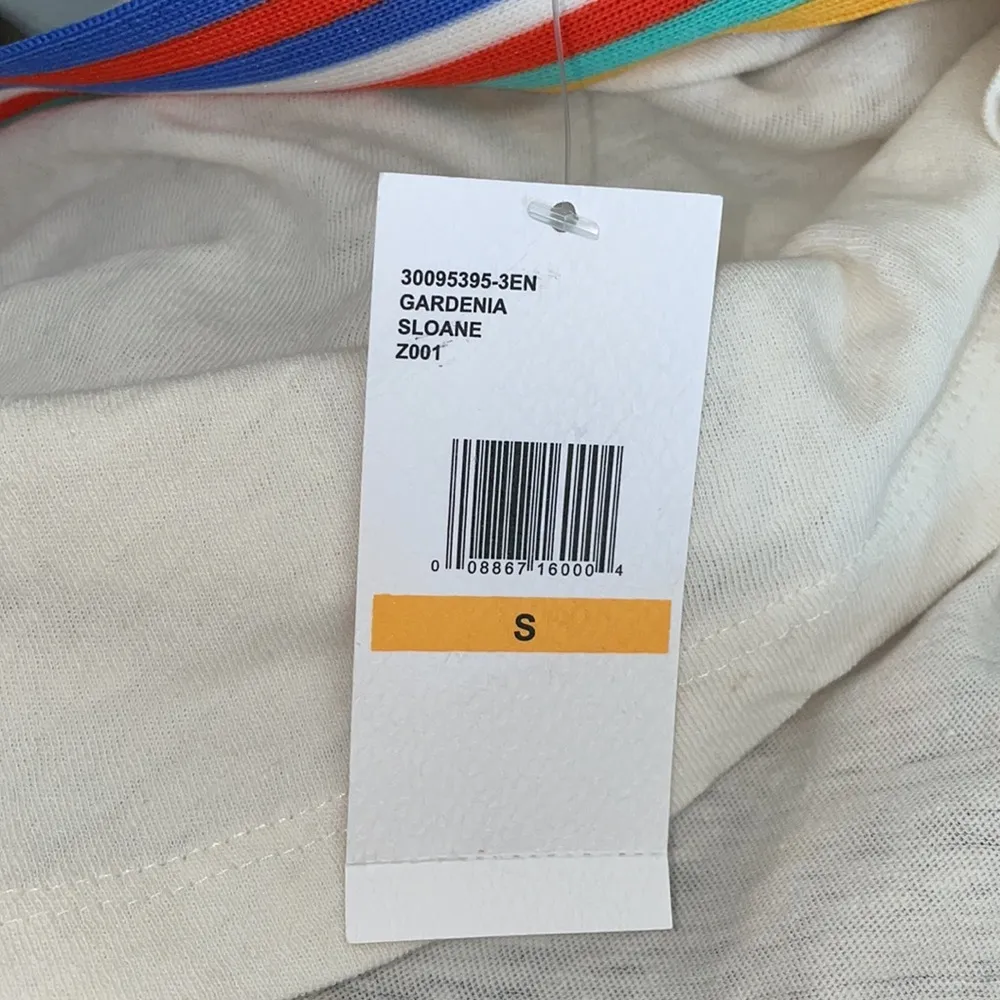 30095395-3EN
GARDENIA
SLOANE
Z001
0 08867 16000 4
S